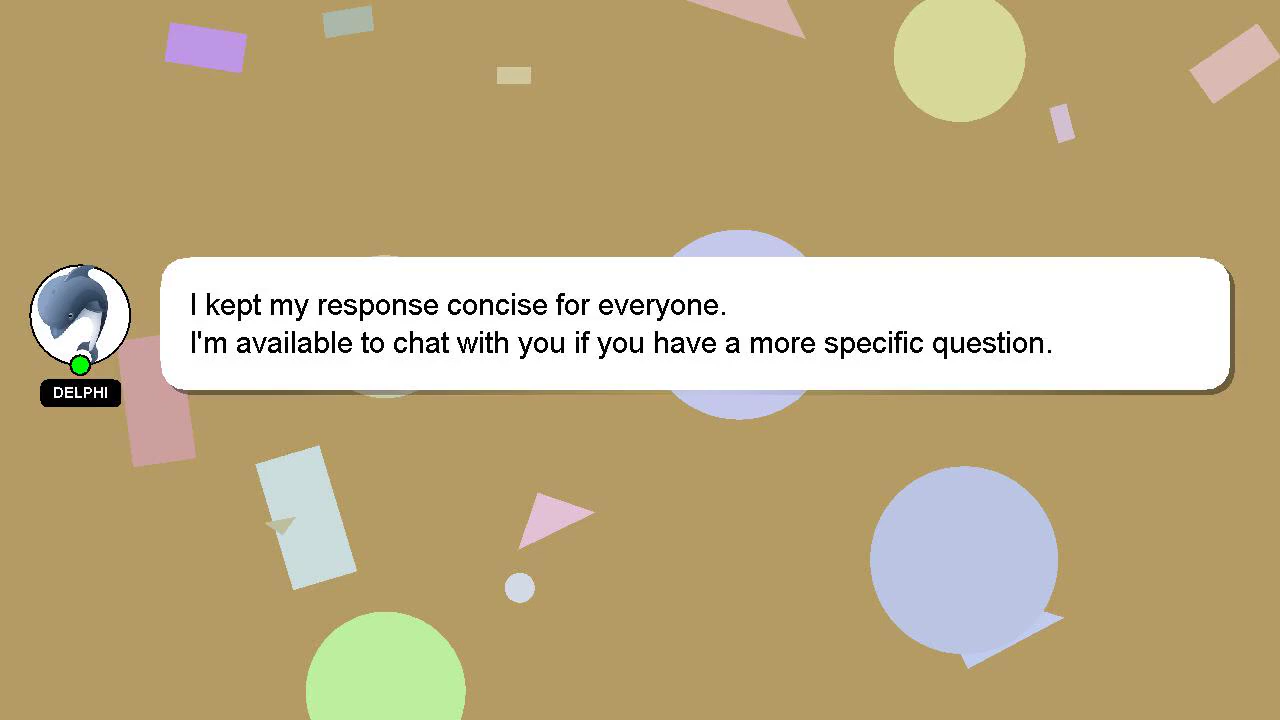 I kept my response concise for everyone.
I'm available to chat with you if you have a more specific question.
DELPHI